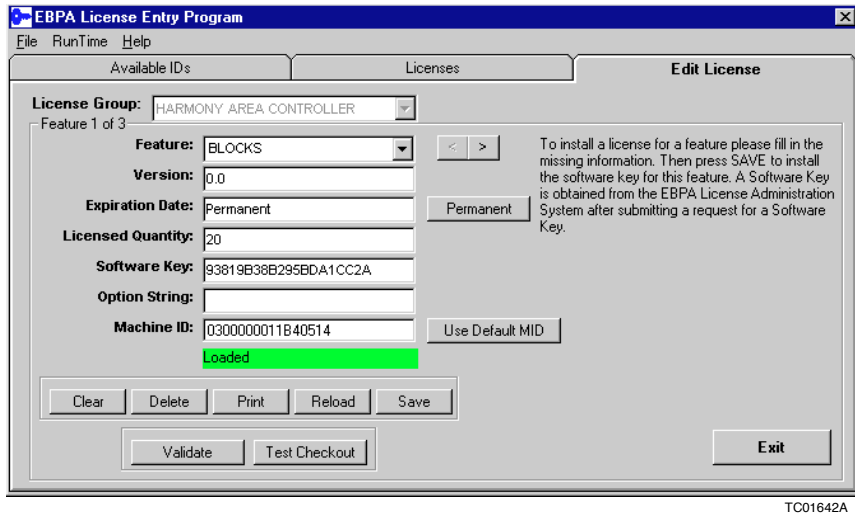 EBPA License Entry Program
File RunTime Help
Available IDs Licenses Edit License
License Group: HARMONY AREA CONTROLLER
Feature 1 of 3
Feature: BLOCKS < >
Version: 0.0
Expiration Date: Permanent Permanent
Licensed Quantity: 20
Software Key: 93819B38B295BDA1CC2A
Option String:
Machine ID: 0300000011B40514 Use Default MID
Loaded
To install a license for a feature please fill in the
missing information. Then press SAVE to install
the software key for this feature. A Software Key
is obtained from the EBPA License Administration
System after submitting a request for a Software
Key.
Clear Delete Print Reload Save
Validate Test Checkout
Exit
TC01642A